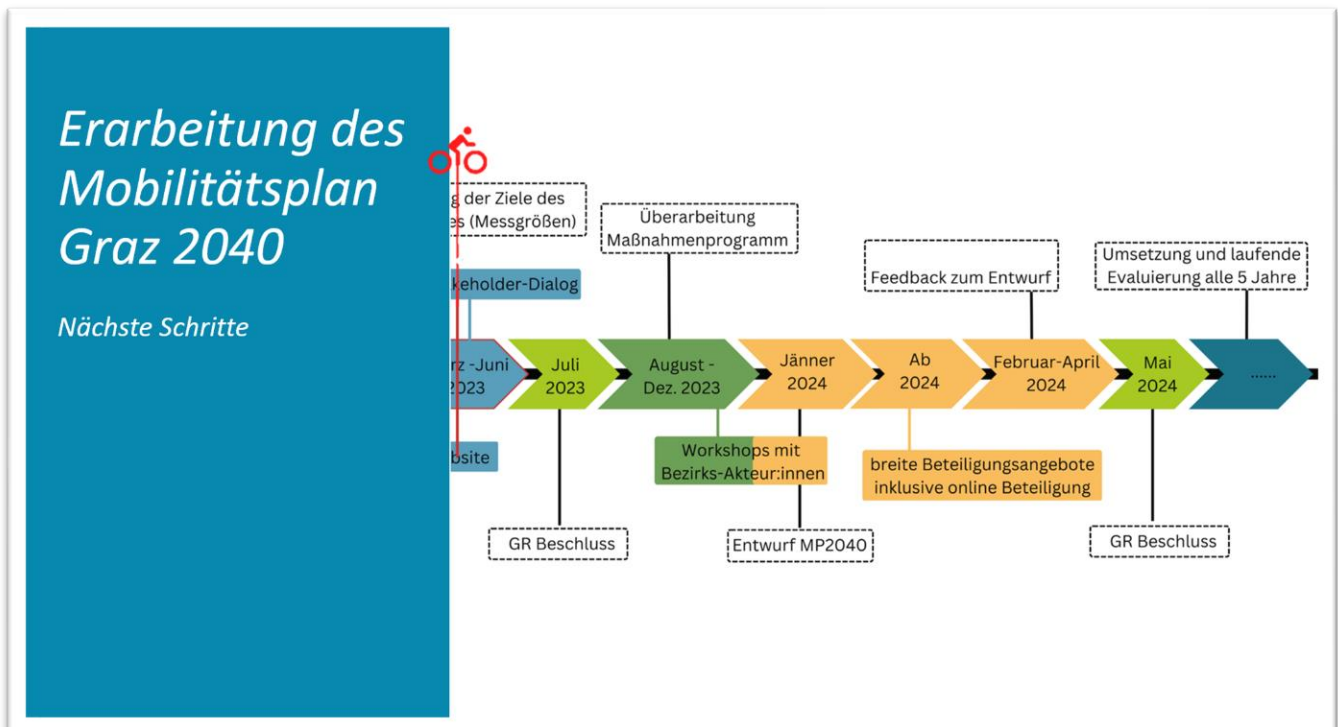 Erarbeitung des
Mobilitätsplan
Graz 2040
Nächste Schritte
g der Ziele des
es (Messgrößen)
Überarbeitung
Maßnahmenprogramm
Feedback zum Entwurf
Umsetzung und laufende
Evaluierung alle 5 Jahre
keholder-Dialog
rz -Juni
2023
Juli
2023
August -
Dez. 2023
Jänner
2024
Ab
2024
Februar-April
2024
Mai
2024
......
bsite
Workshops mit
Bezirks-Akteur:innen
breite Beteiligungsangebote
inklusive online Beteiligung
GR Beschluss
Entwurf MP2040
GR Beschluss